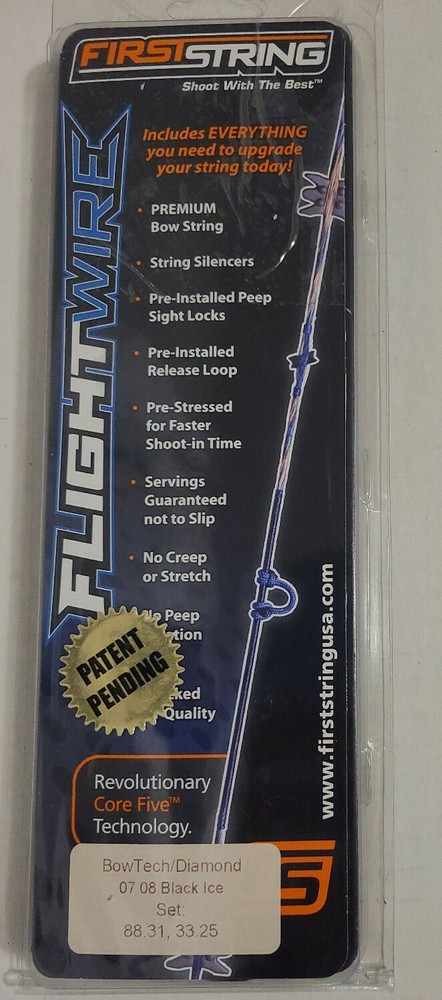 FIRSTSTRING
Shoot With The Best™
FLIGHTWIRE
Includes EVERYTHING
you need to upgrade
your string today!
• PREMIUM
Bow String
• String Silencers
• Pre-Installed Peep
Sight Locks
• Pre-Installed
Release Loop
• Pre-Stressed
for Faster
Shoot-in Time
• Servings
Guaranteed
not to Slip
• No Creep
or Stretch
Peep
Quality
PATENT
PENDING
www.firststringusa.com
Revolutionary
Core Five™
Technology.
BowTech/Diamond
07 08 Black Ice
Set:
88.31, 33.25